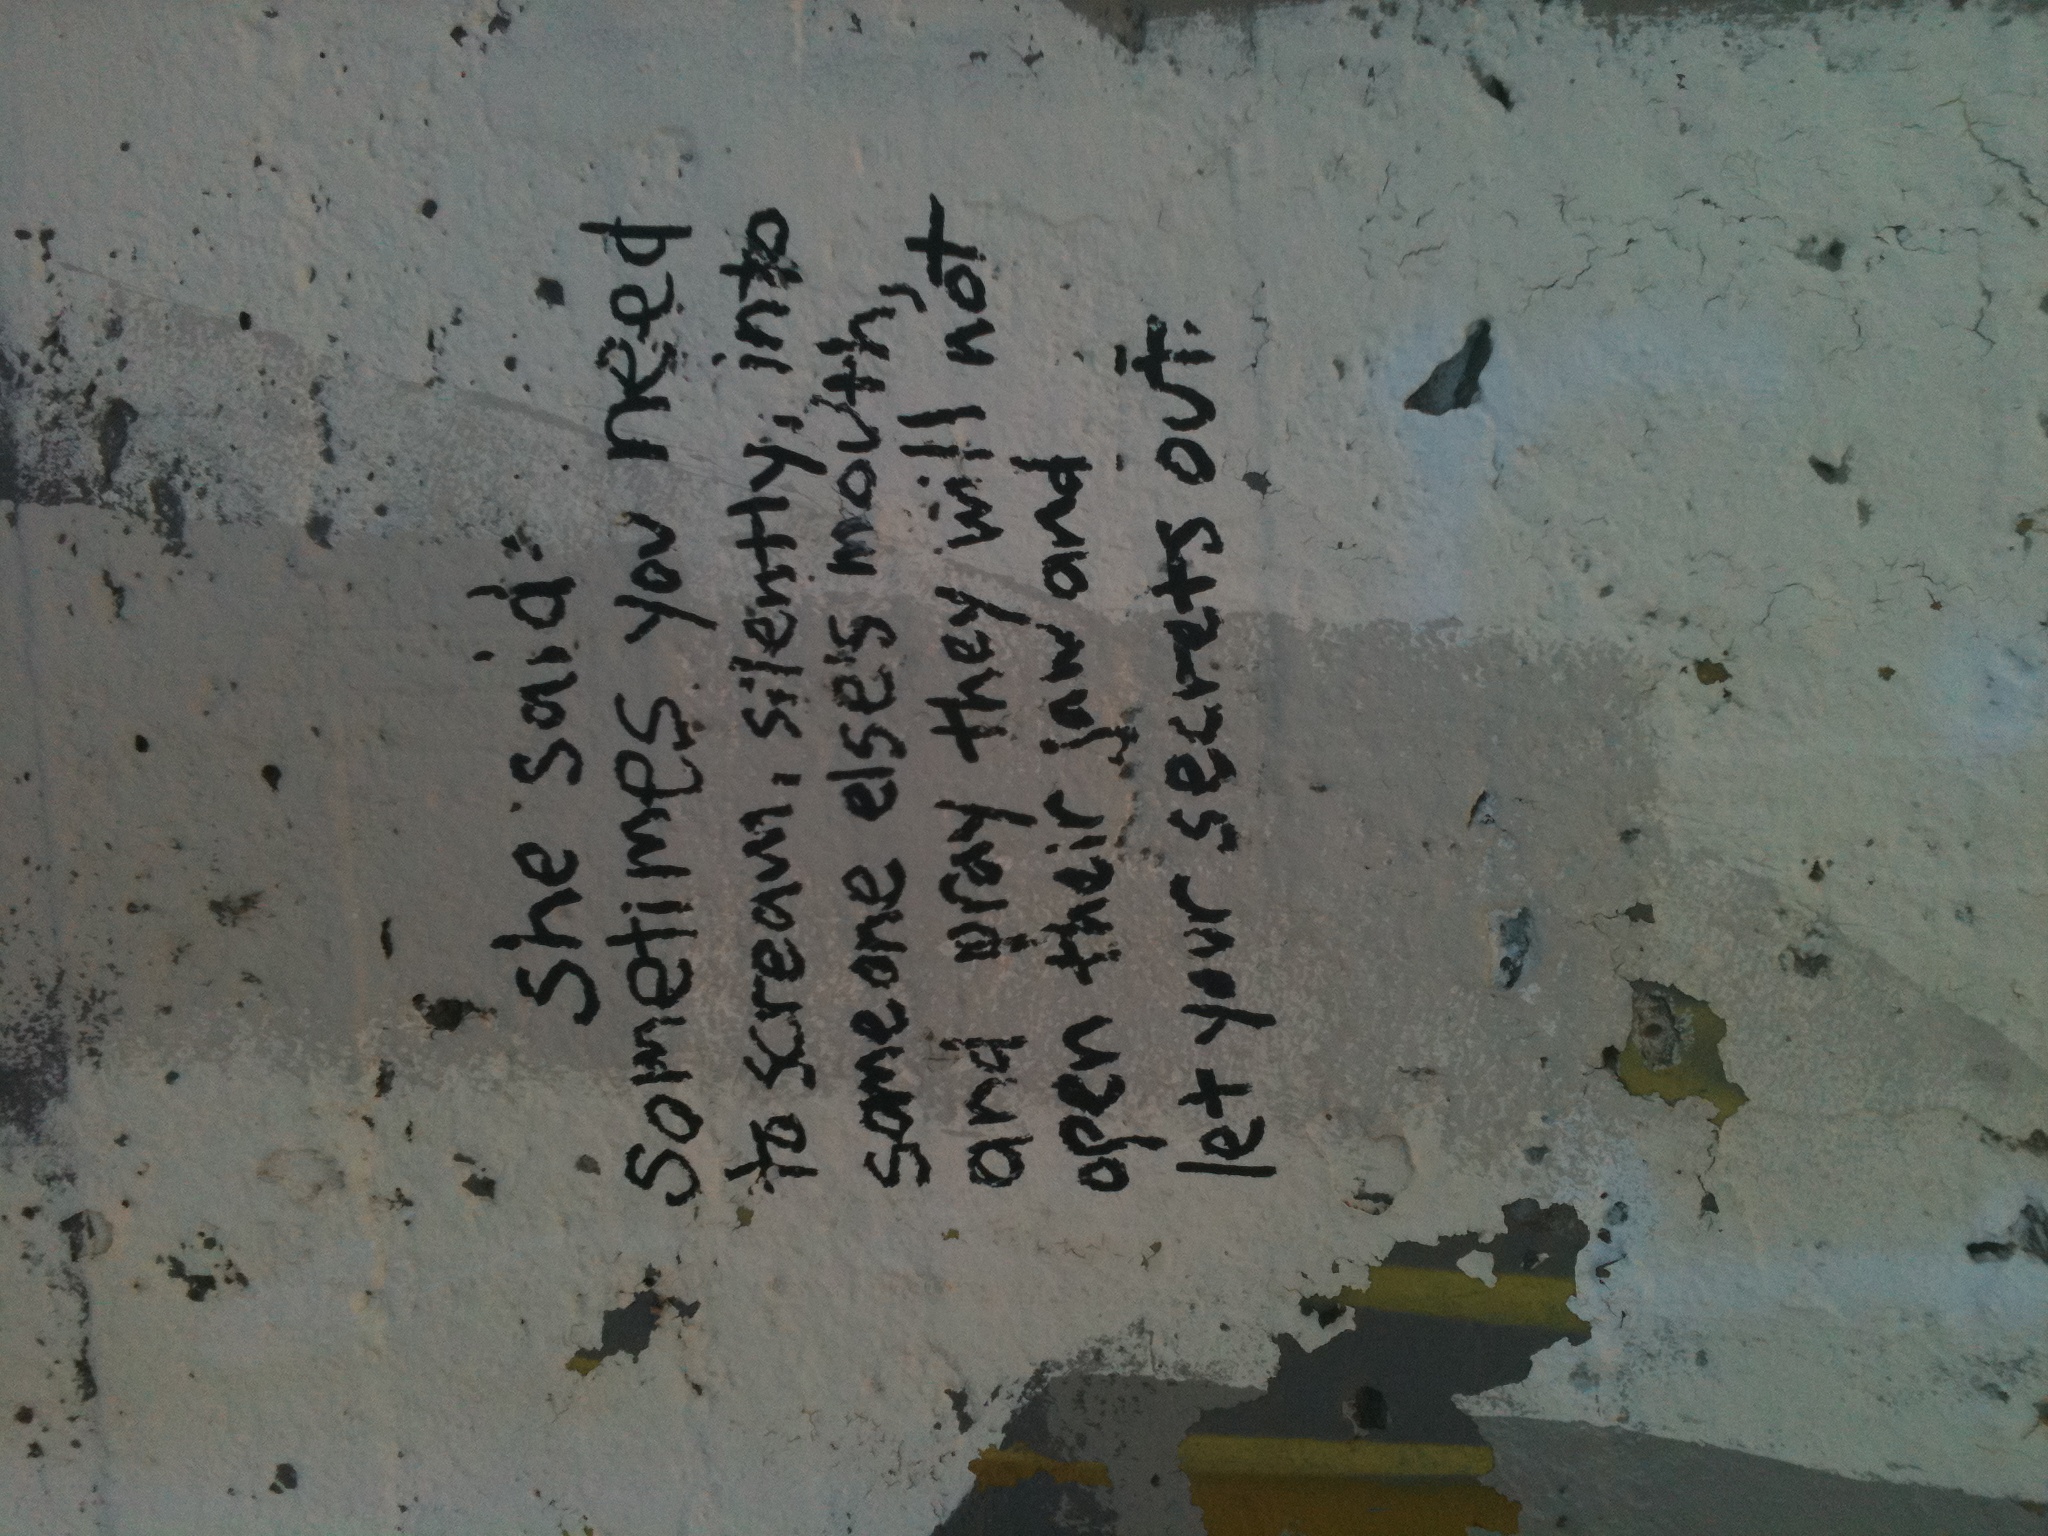 she said
sometimes you need
to scream, silently, into
someone else's mouth,
and pray they will not
open their jaw and
let your secrets out.